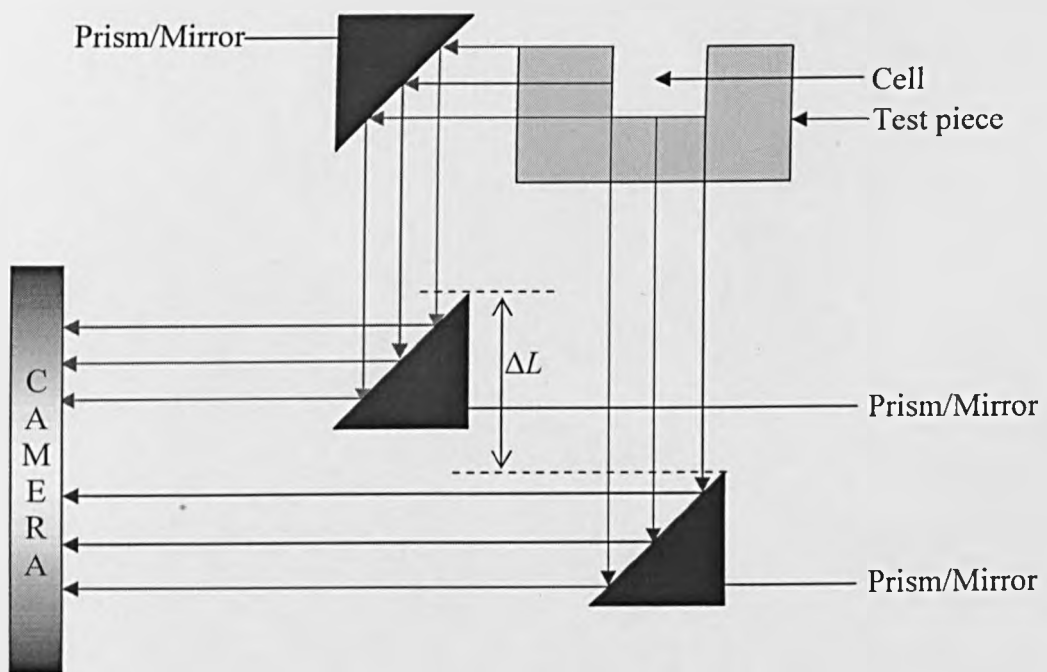 Prism/Mirror
Cell
Test piece
ΔL
Prism/Mirror
C
A
M
E
R
A
Prism/Mirror